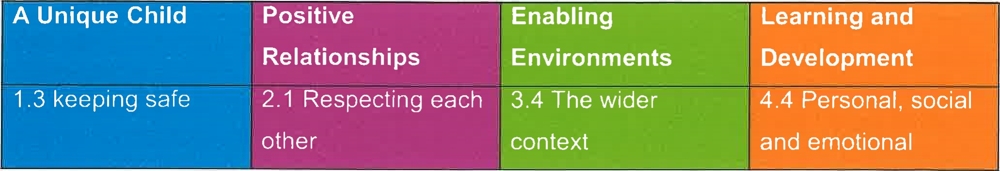 A Unique Child
Positive
Relationships
Enabling
Environments
Learning and
Development
1.3 keeping safe
2.1 Respecting each
other
3.4 The wider
context
4.4 Personal, social
and emotional